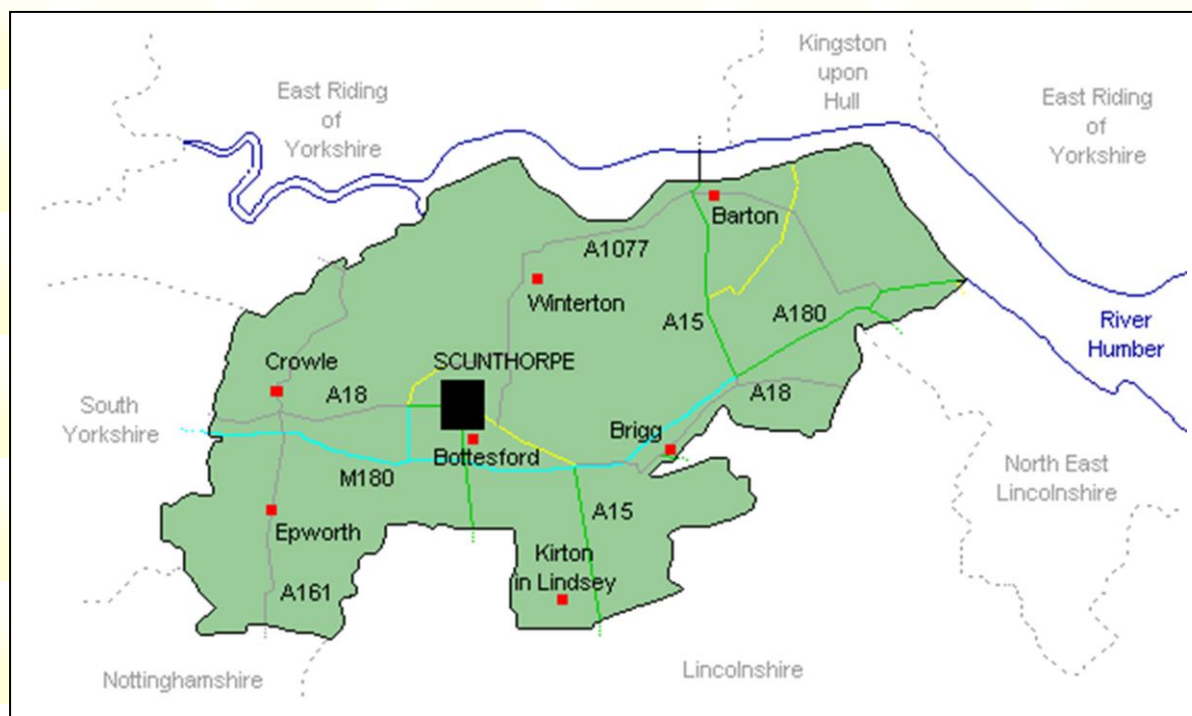 Kingston
upon
Hull
East Riding
of
Yorkshire
East Riding
of
Yorkshire
Barton
A1077
Winterton
A15
A180
River
Humber
SCUNTHORPE
Crowle
A18
A18
South
Yorkshire
Brigg
Bottesford
M180
North East
Lincolnshire
A15
Epworth
Kirton
in Lindsey
A161
Nottinghamshire
Lincolnshire